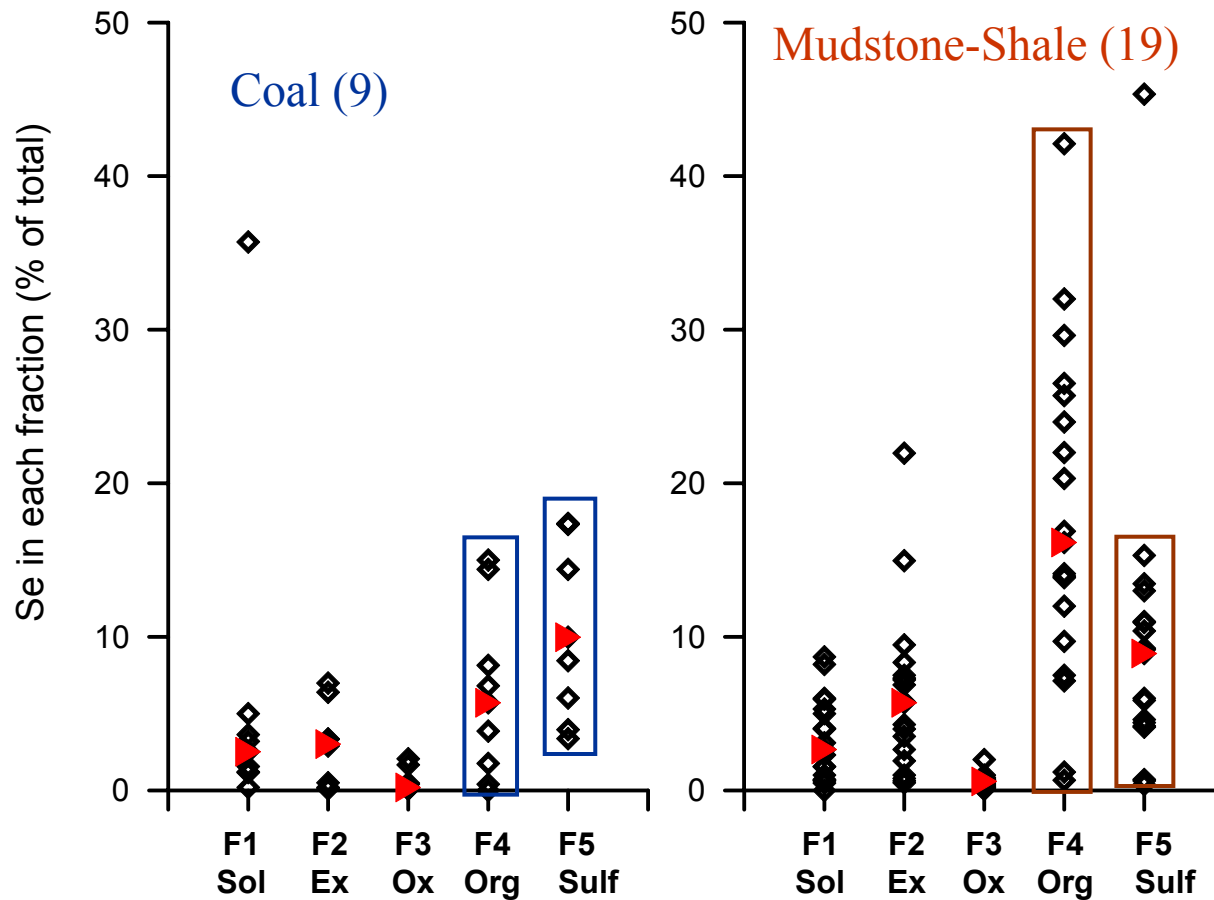 Se in each fraction (% of total)
Coal (9)
50
40
30
20
10
0
F1 F2 F3 F4 F5
Sol Ex Ox Org Sulf
Mudstone-Shale (19)
50
40
30
20
10
0
F1 F2 F3 F4 F5
Sol Ex Ox Org Sulf